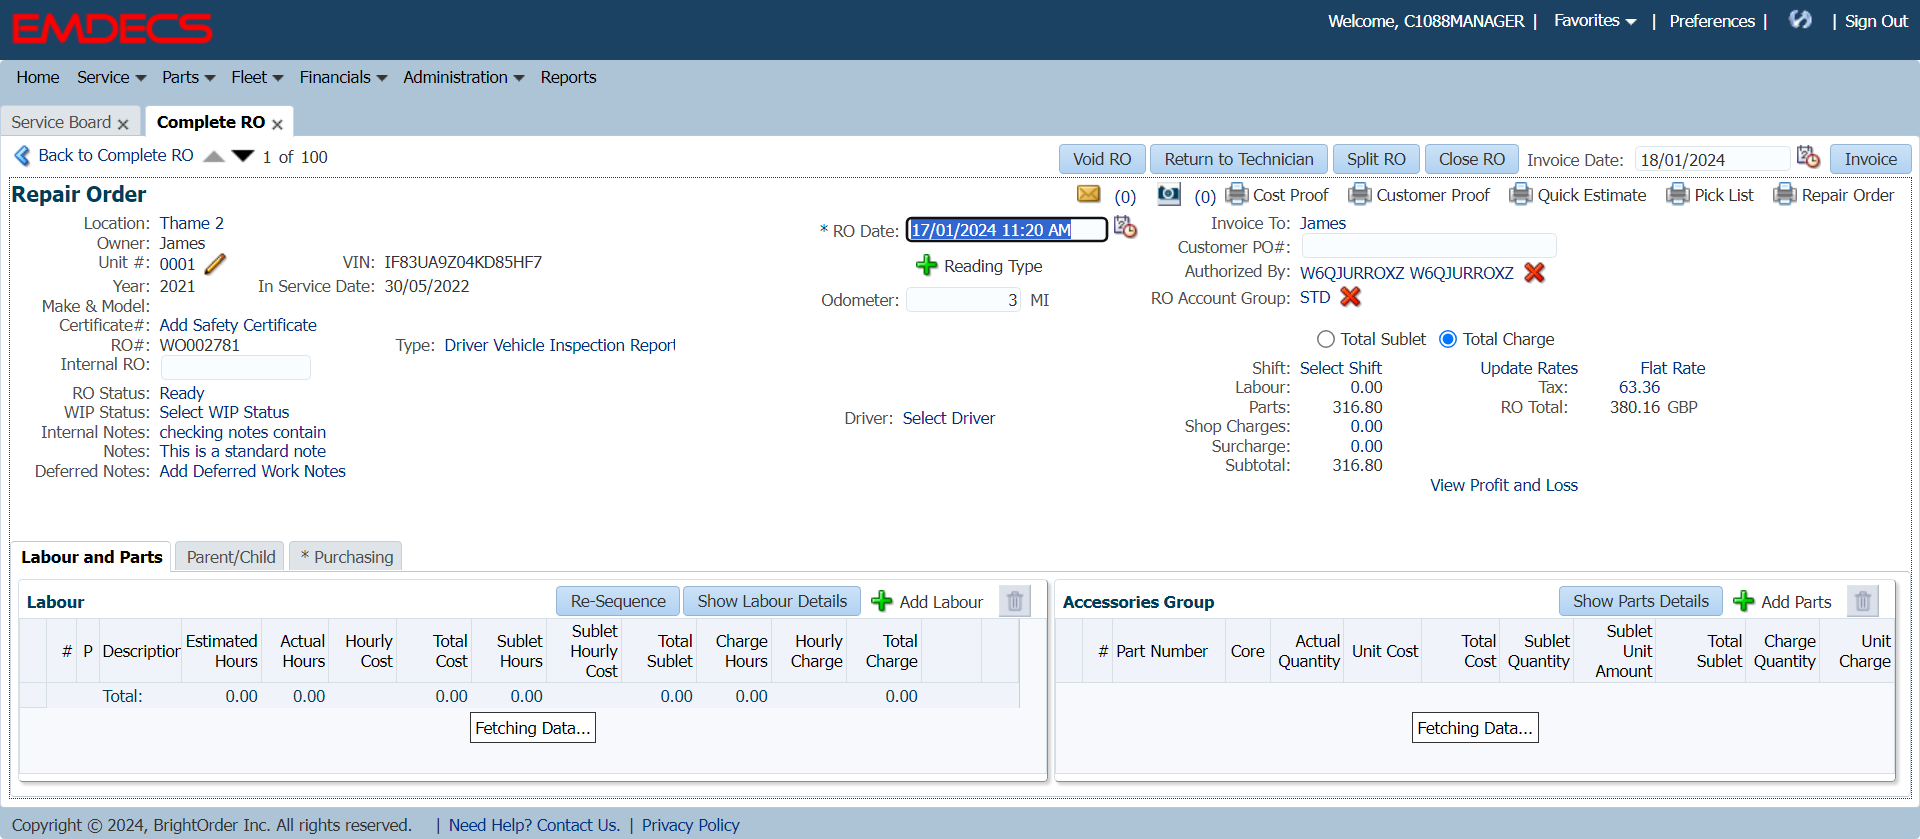 EMDECS
Welcome, C1088MANAGER | Favorites | Preferences | | Sign Out
Home Service Parts Fleet Financials Administration Reports
Service Board Complete RO
Back to Complete RO 1 of 100 Void RO Return to Technician Split RO Close RO Invoice Date: 18/01/2024 Invoice
Repair Order (0) (0) Cost Proof Customer Proof Quick Estimate Pick List Repair Order
Location: Thame 2 * RO Date: 17/01/2024 11:20 AM Invoice To: James
Owner: James Customer PO#:
Unit #: 0001 VIN: IF83UA9Z04KD85HF7 Reading Type Authorized By: W6QJURROXZ W6QJURROXZ
Year: 2021 In Service Date: 30/05/2022 Odometer: 3 MI RO Account Group: STD
Make & Model:
Certificate#: Add Safety Certificate Total Sublet Total Charge
RO#: WO002781 Type: Driver Vehicle Inspection Report
Internal RO: Shift: Select Shift Update Rates Flat Rate
RO Status: Ready Labour: 0.00 Tax: 63.36
WIP Status: Select WIP Status Driver: Select Driver Parts: 316.80 RO Total: 380.16 GBP
Internal Notes: checking notes contain Shop Charges: 0.00
Notes: This is a standard note Surcharge: 0.00
Deferred Notes: Add Deferred Work Notes Subtotal: 316.80
View Profit and Loss
Labour and Parts Parent/Child * Purchasing
Labour Re-Sequence Show Labour Details Add Labour
# P Description Estimated Hours Actual Hours Hourly Cost Total Cost Sublet Hours Sublet Hourly Cost Total Sublet Charge Hours Hourly Charge Total Charge
Total: 0.00 0.00 0.00 0.00 0.00 0.00 0.00
Fetching Data...
Accessories Group Show Parts Details Add Parts
# Part Number Core Actual Quantity Unit Cost Total Cost Sublet Quantity Sublet Unit Amount Total Sublet Charge Quantity Unit Charge
Fetching Data...
Copyright © 2024, BrightOrder Inc. All rights reserved. | Need Help? Contact Us. | Privacy Policy